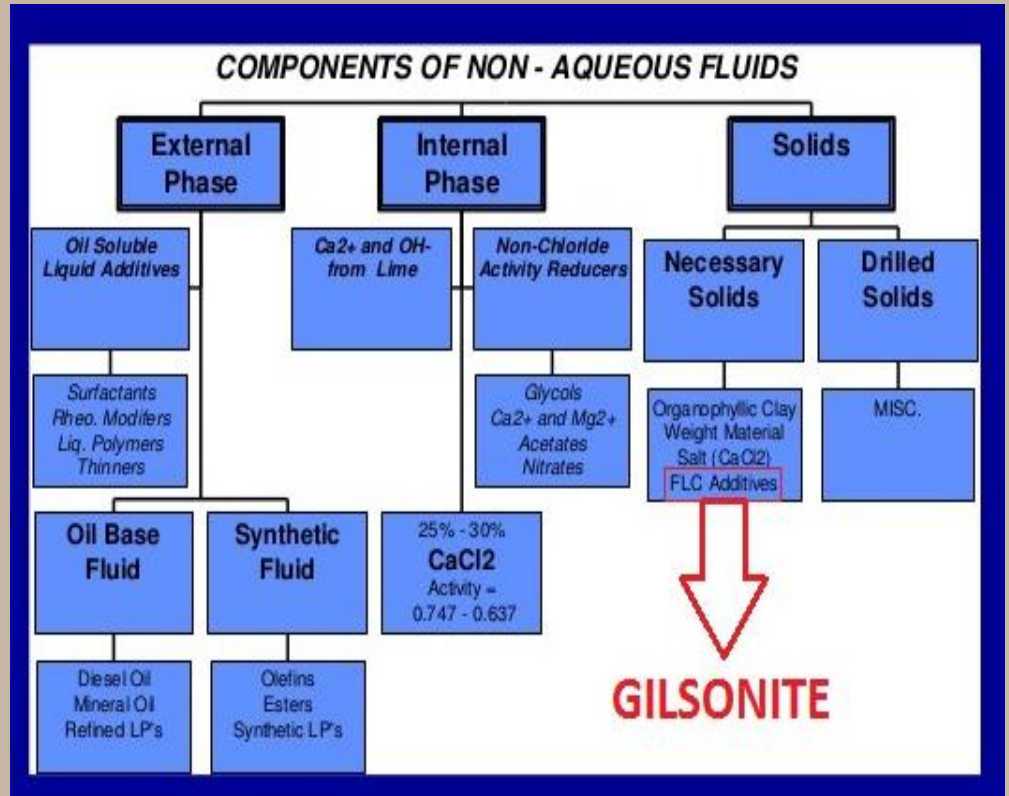 COMPONENTS OF NON - AQUEOUS FLUIDS
External
Phase
Internal
Phase
Solids
Oil Soluble
Liquid Additives
Ca2+ and OH-
from Lime
Non-Chloride
Activity Reducers
Necessary
Solids
Drilled
Solids
Surfactants
Rheo. Modifers
Liq. Polymers
Thinners
Glycols
Ca2+ and Mg2+
Acetates
Nitrates
Organophyllic Clay
Weight Material
Salt (CaCl2)
FLC Additives
MISC.
Oil Base
Fluid
Synthetic
Fluid
25% - 30%
CaCl2
Activity =
0.747 - 0.637
Diesel Oil
Mineral Oil
Refined LP's
Olefins
Esters
Synthetic LP's
GILSONITE